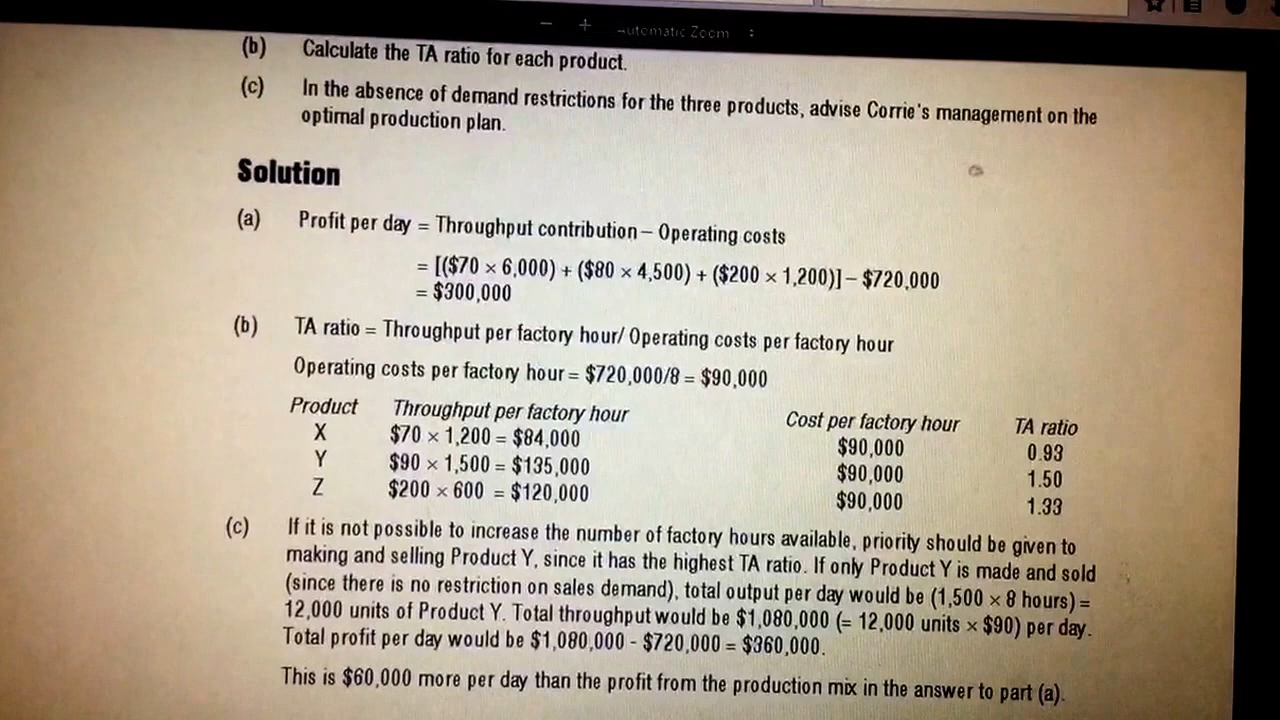 Automatic Zoom
(b) Calculate the TA ratio for each product.
(c) In the absence of demand restrictions for the three products, advise Corrie's management on the
optimal production plan.
Solution
(a) Profit per day = Throughput contribution – Operating costs
= [($70 × 6,000) + ($80 × 4,500) + ($200 × 1,200)] – $720,000
= $300,000
(b) TA ratio = Throughput per factory hour/ Operating costs per factory hour
Operating costs per factory hour = $720,000/8 = $90,000
Product Throughput per factory hour Cost per factory hour TA ratio
X $70 × 1,200 = $84,000 $90,000 0.93
Y $90 × 1,500 = $135,000 $90,000 1.50
Z $200 × 600 = $120,000 $90,000 1.33
(c) If it is not possible to increase the number of factory hours available, priority should be given to
making and selling Product Y, since it has the highest TA ratio. If only Product Y is made and sold
(since there is no restriction on sales demand), total output per day would be (1,500 × 8 hours) =
12,000 units of Product Y. Total throughput would be $1,080,000 (= 12,000 units × $90) per day.
Total profit per day would be $1,080,000 - $720,000 = $360,000.
This is $60,000 more per day than the profit from the production mix in the answer to part (a).